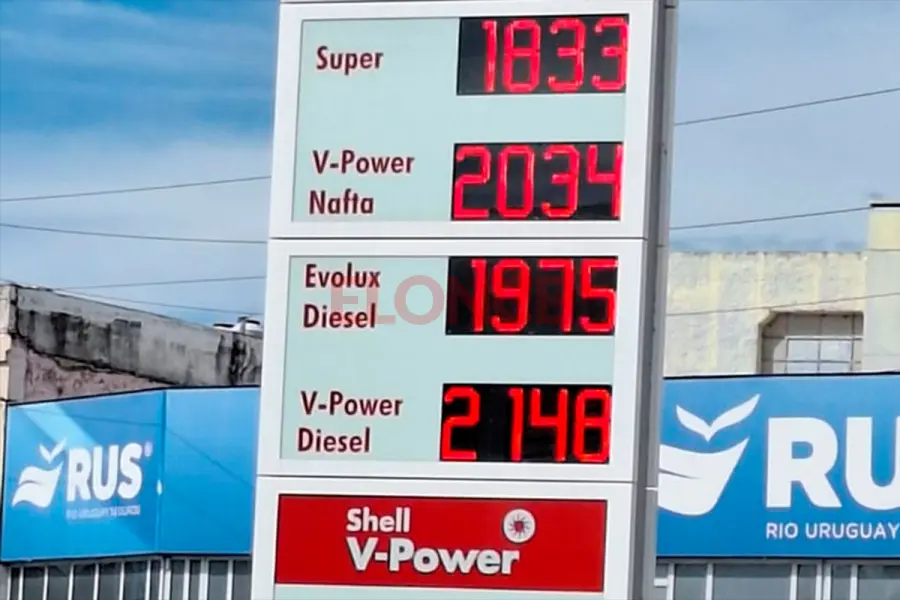 Super 1833
V-Power
Nafta 2034
Evolux
Diesel 1975
V-Power
Diesel 2148
Shell
V-Power
RUS®
RIO URUGUAY SEGUROS
RU
RIO URUGUAY